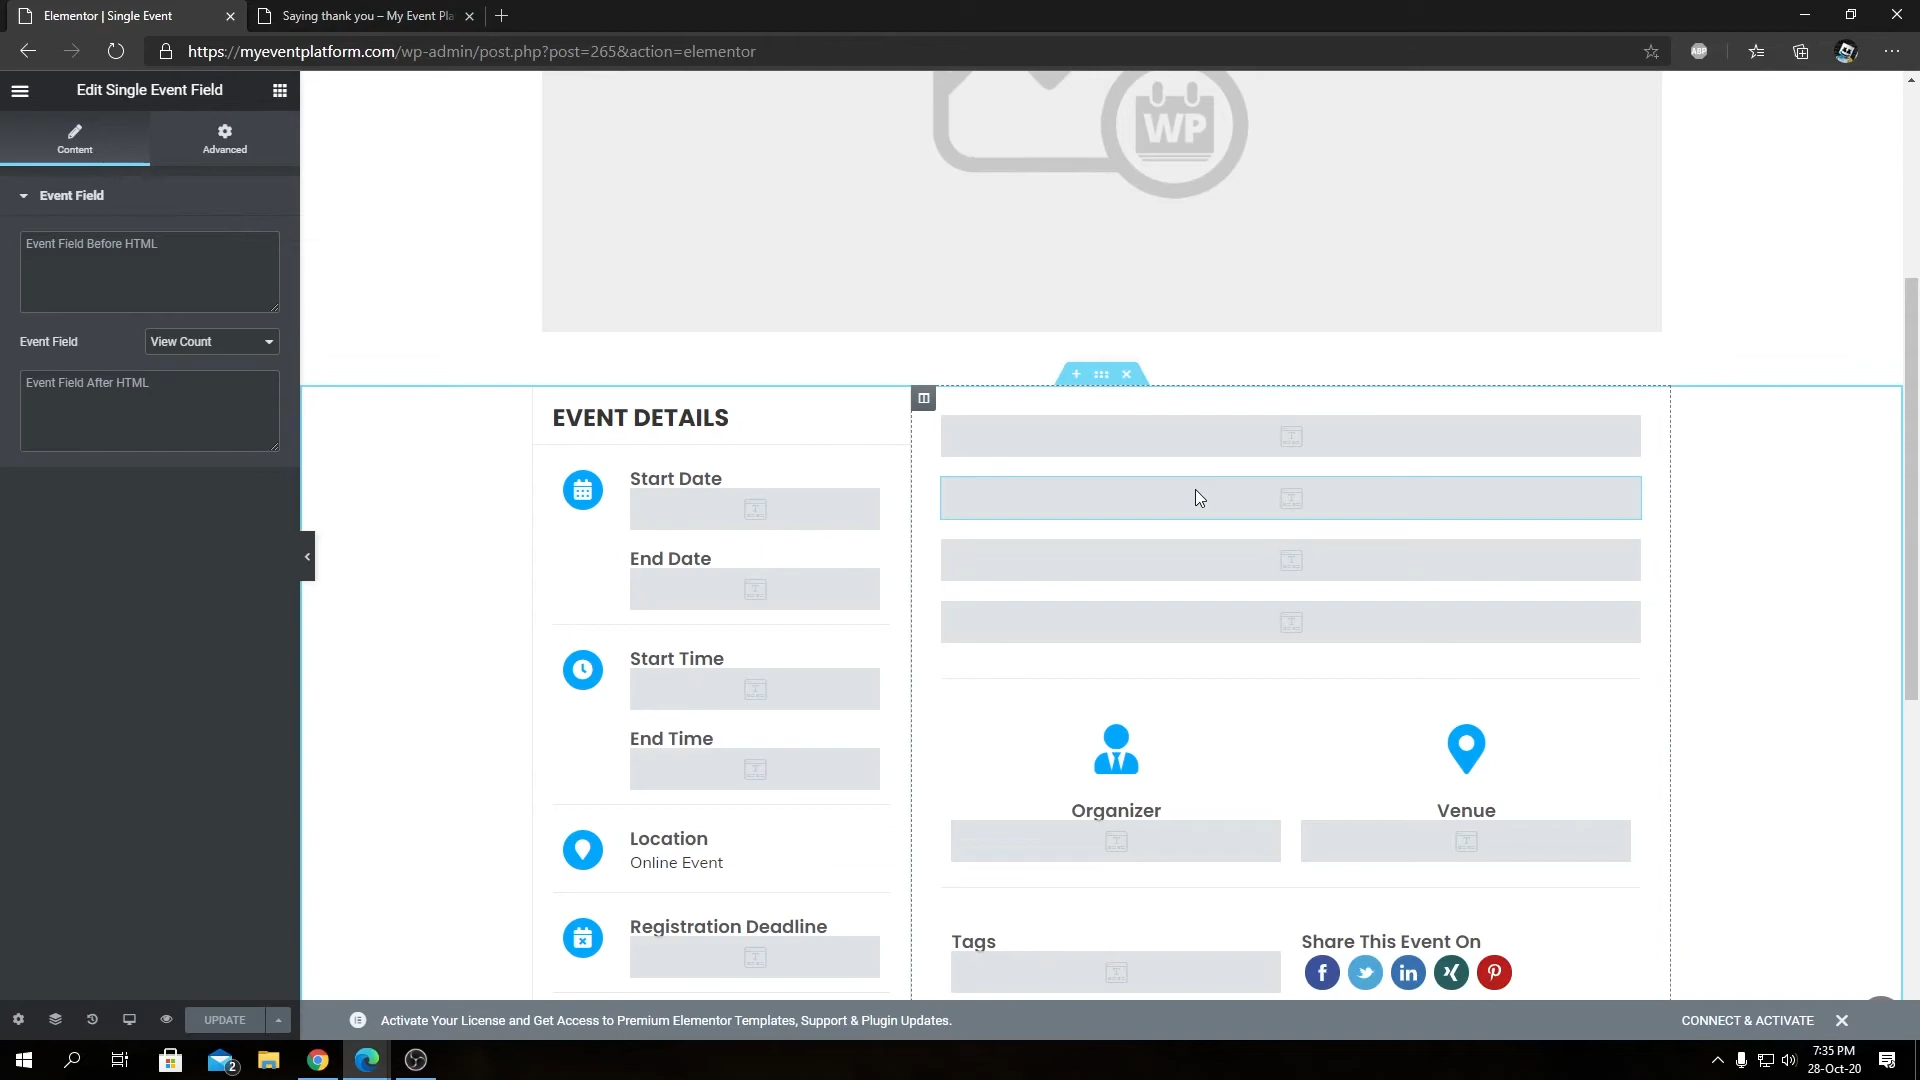 Elementor | Single Event
Saying thank you – My Event Pla
https://myeventplatform.com/wp-admin/post.php?post=265&action=elementor
ABP
Edit Single Event Field
Content
Advanced
Event Field
Event Field Before HTML
Event Field
View Count
Event Field After HTML
WP
EVENT DETAILS
Start Date
End Date
Start Time
End Time
Location
Online Event
Registration Deadline
Organizer
Venue
Tags
Share This Event On
UPDATE
Activate Your License and Get Access to Premium Elementor Templates, Support & Plugin Updates.
CONNECT & ACTIVATE
2
7:35 PM
28-Oct-20